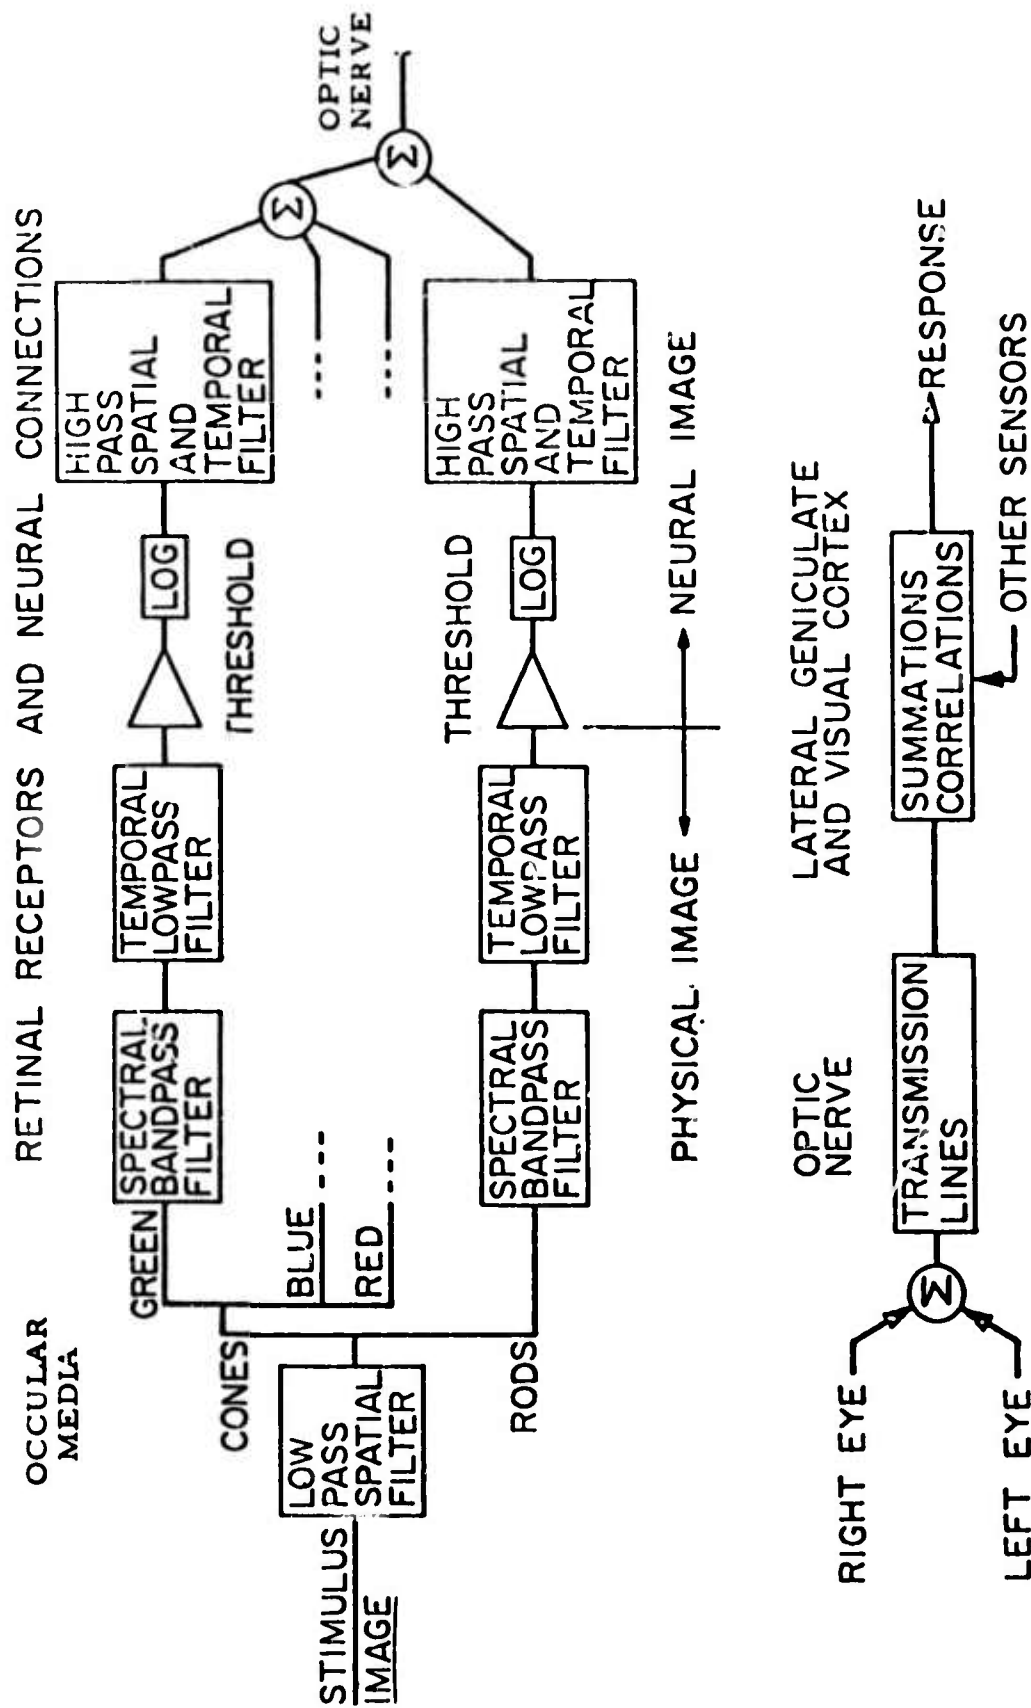 OCCULAR
MEDIA
RETINAL RECEPTORS AND NEURAL CONNECTIONS
STIMULUS
IMAGE
LOW
PASS
SPATIAL
FILTER
CONES
RODS
GREEN
BLUE
RED
SPECTRAL
BANDPASS
FILTER
TEMPORAL
LOWPASS
FILTER
THRESHOLD
LOG
HIGH
PASS
SPATIAL
AND
TEMPORAL
FILTER
Σ
Σ
OPTIC
NERVE
SPECTRAL
BANDPASS
FILTER
TEMPORAL
LOWPASS
FILTER
THRESHOLD
LOG
HIGH
PASS
SPATIAL
AND
TEMPORAL
FILTER
PHYSICAL IMAGE
NEURAL IMAGE
RIGHT EYE
LEFT EYE
Σ
OPTIC
NERVE
TRANSMISSION
LINES
LATERAL GENICULATE
AND VISUAL CORTEX
SUMMATIONS
CORRELATIONS
RESPONSE
OTHER SENSORS